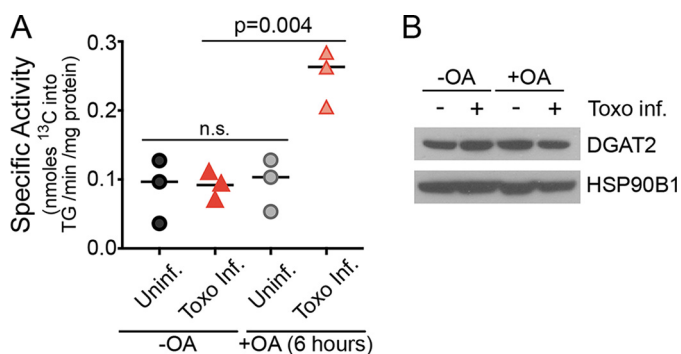 A
p=0.004
Specific Activity
(nmoles ¹³C into
TG /min /mg protein)
0.3
0.2
0.1
0.0
n.s.
Uninf.
Toxo Inf.
Uninf.
Toxo Inf.
-OA
+OA (6 hours)
B
-OA +OA
- + - + Toxo inf.
DGAT2
HSP90B1